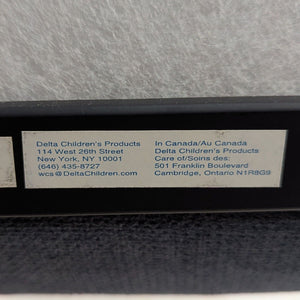 Delta Children's Products
114 West 26th Street
New York, NY 10001
(646) 435-8727
wcs@DeltaChildren.com
In Canada/Au Canada
Delta Children's Products
Care of/Soins des:
501 Franklin Boulevard
Cambridge, Ontario N1R8G9